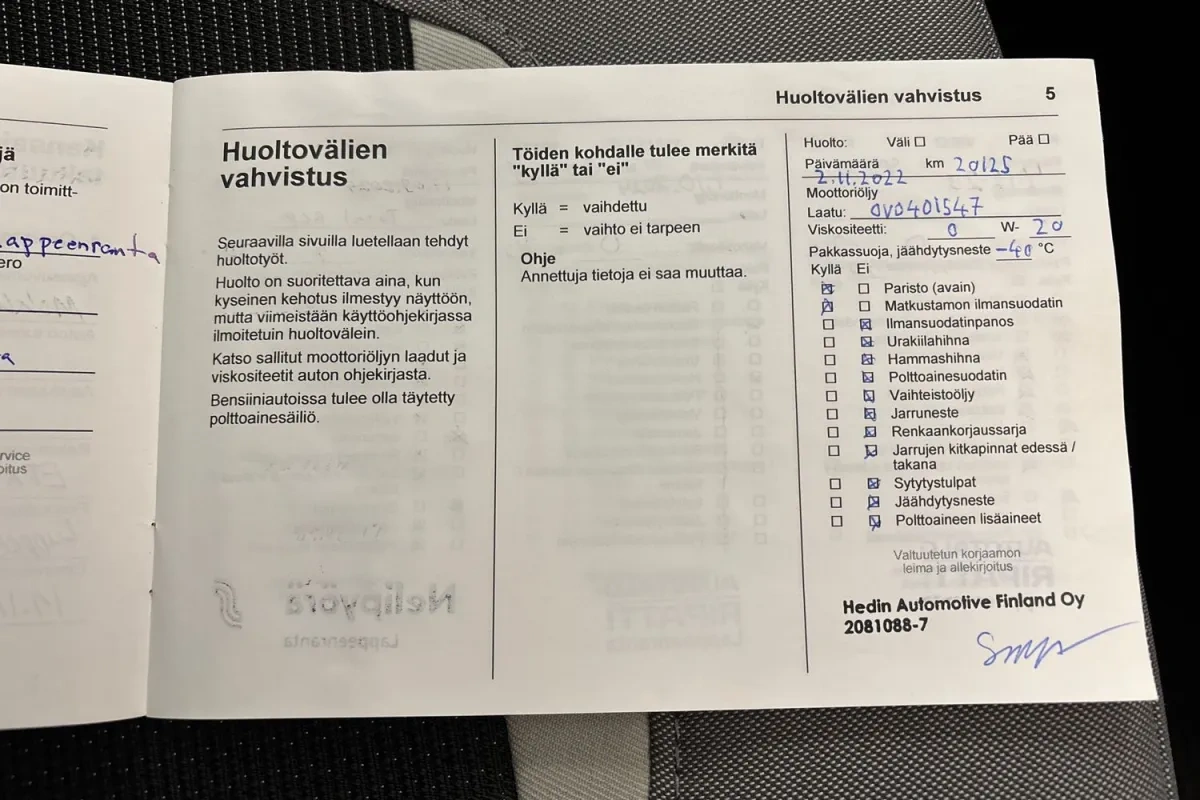 jä
on toimitt-
appeenranta
ero
a
rvice
oitus
Huoltovälien vahvistus 5
Huoltovälien
vahvistus
Seuraavilla sivuilla luetellaan tehdyt
huoltotyöt.
Huolto on suoritettava aina, kun
kyseinen kehotus ilmestyy näyttöön,
mutta viimeistään käyttöohjekirjassa
ilmoitetuin huoltovälein.
Katso sallitut moottoriöljyn laadut ja
viskositeetit auton ohjekirjasta.
Bensiiniautoissa tulee olla täytetty
polttoainesäiliö.
Töiden kohdalle tulee merkitä
"kyllä" tai "ei"
Kyllä = vaihdettu
Ei = vaihto ei tarpeen
Ohje
Annettuja tietoja ei saa muuttaa.
Huolto: Väli ☐ Pää ☐
Päivämäärä km 20125
2.11.2022
Moottoriöljy
Laatu: 0V0401547
Viskositeetti: 0 W- 20
Pakkassuoja, jäähdytysneste -40 °C
Kyllä Ei
☒ ☐ Paristo (avain)
☒ ☐ Matkustamon ilmansuodatin
☐ ☒ Ilmansuodatinpanos
☐ ☒ Urakiilahihna
☐ ☒ Hammashihna
☐ ☒ Polttoainesuodatin
☐ ☒ Vaihteistoöljy
☐ ☒ Jarruneste
☐ ☒ Renkaankorjaussarja
☐ ☒ Jarrujen kitkapinnat edessä /
takana
☐ ☒ Sytytystulpat
☐ ☒ Jäähdytysneste
☐ ☒ Polttoaineen lisäaineet
Valtuutetun korjaamon
leima ja allekirjoitus
Hedin Automotive Finland Oy
2081088-7